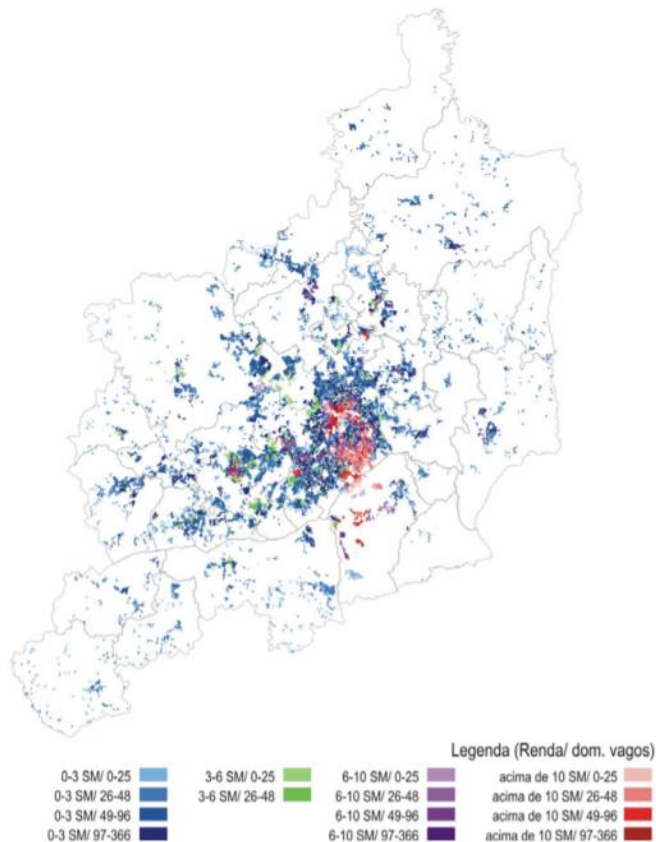 Legenda (Renda/ dom. vagos)
0-3 SM/ 0-25 3-6 SM/ 0-25 6-10 SM/ 0-25 acima de 10 SM/ 0-25
0-3 SM/ 26-48 3-6 SM/ 26-48 6-10 SM/ 26-48 acima de 10 SM/ 26-48
0-3 SM/ 49-96 6-10 SM/ 49-96 acima de 10 SM/ 49-96
0-3 SM/ 97-366 6-10 SM/ 97-366 acima de 10 SM/ 97-366